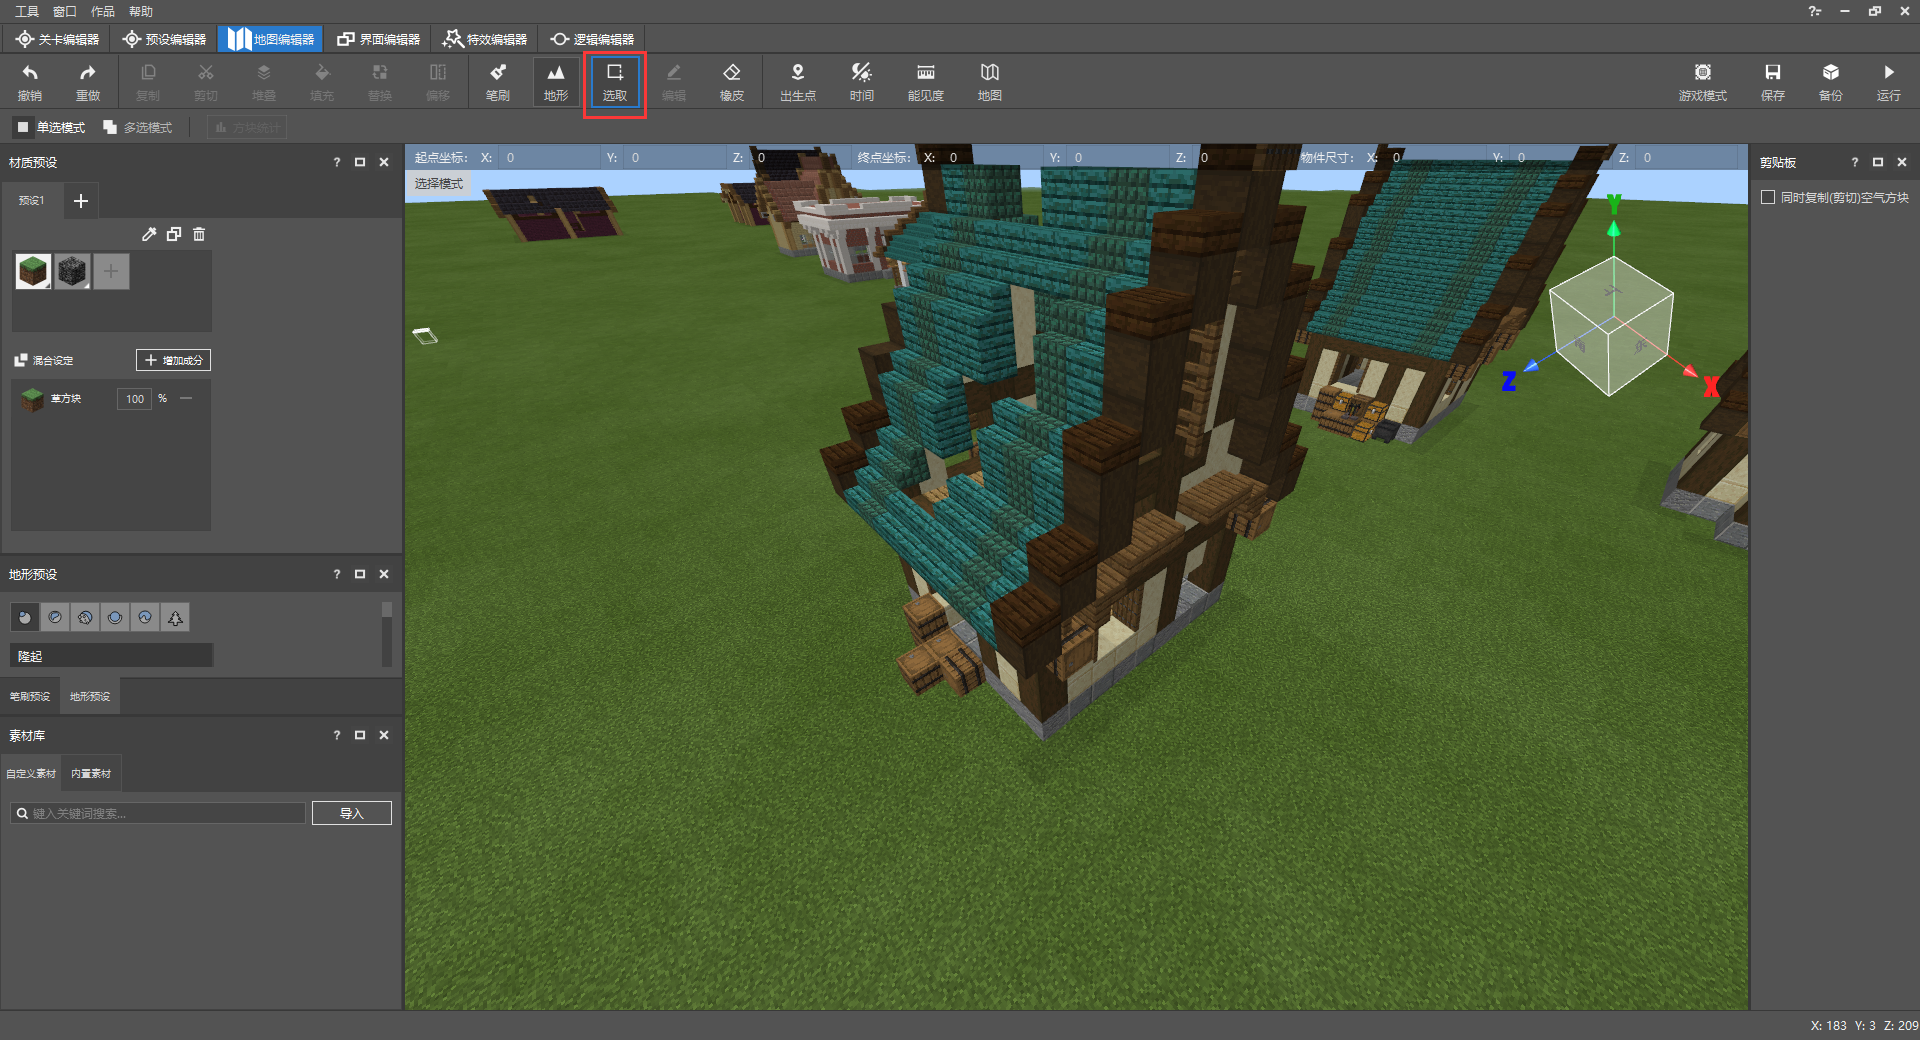 工具 窗口 作品 帮助
关卡编辑器 预设编辑器 地图编辑器 界面编辑器 特效编辑器 逻辑编辑器
撤销 重做 复制 剪切 堆叠 填充 替换 偏移 笔刷 地形 选取 编辑 橡皮 出生点 时间 能见度 地图 游戏模式 保存 备份 运行
单选模式 多选模式 方块统计
材质预设 ?
起点坐标: X: 0 Y: 0 Z: 0 终点坐标: X: 0 Y: 0 Z: 0 物件尺寸: X: 0 Y: 0 Z: 0
剪贴板 ?
选择模式
预设1
同时复制(剪切)空气方块
Y
Z
X
混合设定 增加成分
草方块 100 %
地形预设 ?
隆起
笔刷预设 地形预设
素材库 ?
自定义素材 内置素材
键入关键词搜索... 导入
X: 183 Y: 3 Z: 209